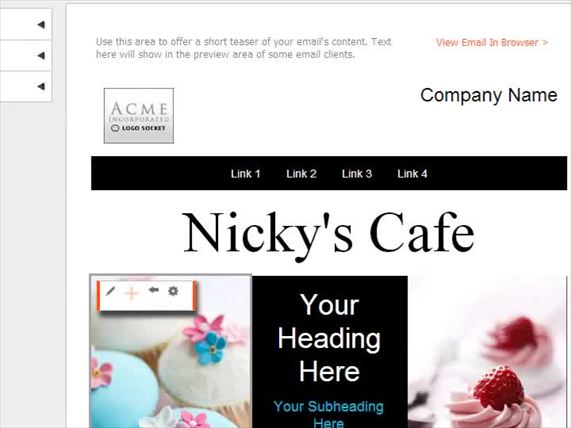 Use this area to offer a short teaser of your email's content. Text
here will show in the preview area of some email clients.
View Email In Browser >
ACME
INCORPORATED
LOGO SOCKET
Company Name
Link 1 Link 2 Link 3 Link 4
Nicky's Cafe
Your
Heading
Here
Your Subheading
Here